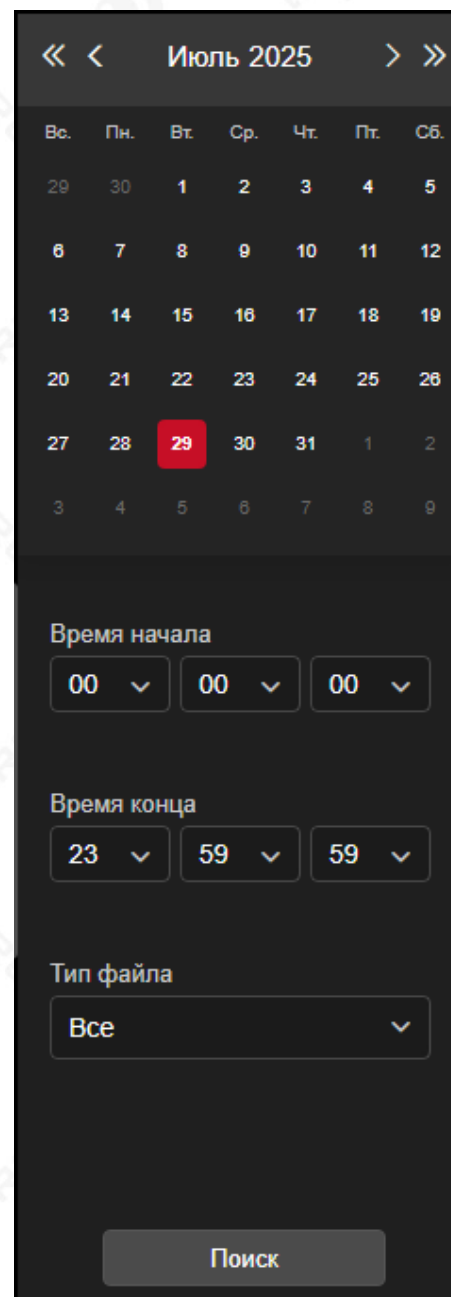 « < Июль 2025 > »
Вс. Пн. Вт. Ср. Чт. Пт. Сб.
29 30 1 2 3 4 5
6 7 8 9 10 11 12
13 14 15 16 17 18 19
20 21 22 23 24 25 26
27 28 29 30 31 1 2
3 4 5 6 7 8 9
Время начала
00 00 00
Время конца
23 59 59
Тип файла
Все
Поиск